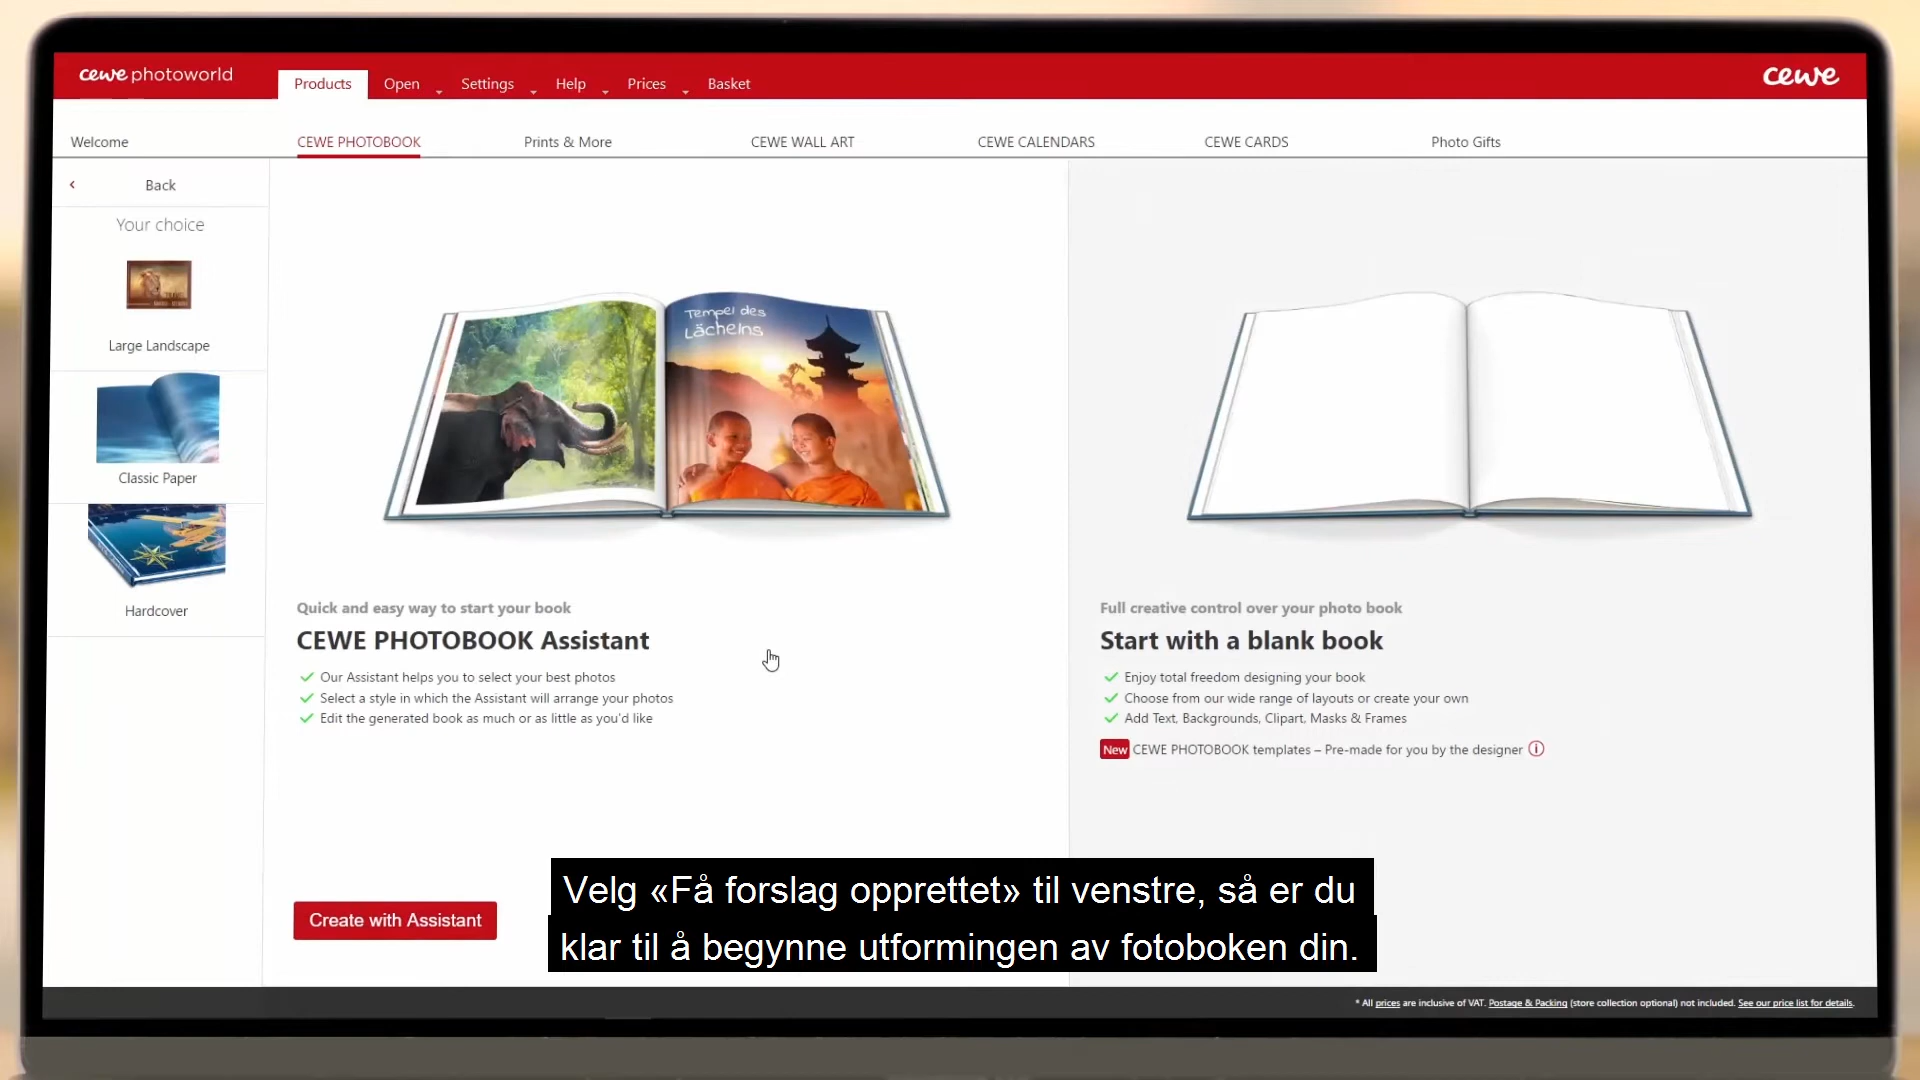 cewe photoworld
Products
Open
Settings
Help
Prices
Basket
cewe
Welcome
CEWE PHOTOBOOK
Prints & More
CEWE WALL ART
CEWE CALENDARS
CEWE CARDS
Photo Gifts
Back
Your choice
Large Landscape
Classic Paper
Hardcover
Tempel des
Lächelns
Quick and easy way to start your book
CEWE PHOTOBOOK Assistant
Our Assistant helps you to select your best photos
Select a style in which the Assistant will arrange your photos
Edit the generated book as much or as little as you'd like
Create with Assistant
Full creative control over your photo book
Start with a blank book
Enjoy total freedom designing your book
Choose from our wide range of layouts or create your own
Add Text, Backgrounds, Clipart, Masks & Frames
New CEWE PHOTOBOOK templates – Pre-made for you by the designer
Velg «Få forslag opprettet» til venstre, så er du
klar til å begynne utformingen av fotoboken din.
* All prices are inclusive of VAT. Postage & Packing (store collection optional) not included. See our price list for details.